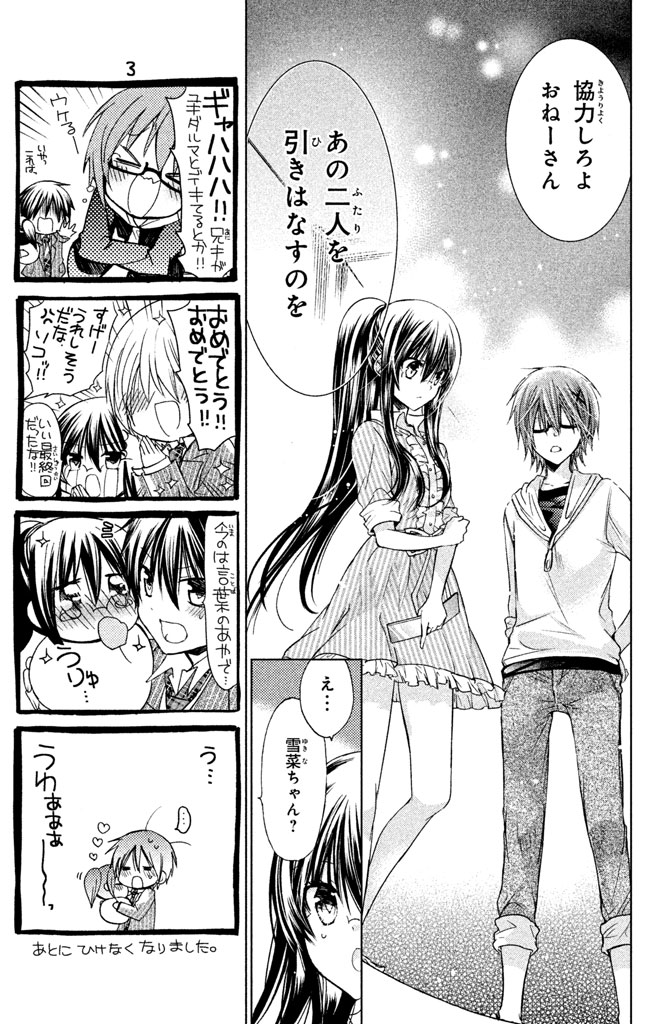 協力しろよ
おねーさん
あの二人を
引きはなすのを
え…
雪菜ちゃん?
3
ギャハハハ!!
兄キが
ユキダルマとデキてるとか!!
ウケるー
いや、
これは、
おめでとう!!
おめでとう!!
すげー
うれしそう
だな、
パソコ!!
いい最終回
だったな!!
今のは言葉のあやで…
うりゅ
…
う…
…
うわぁぁぁぁーっ
あとに ひけなく なりました。